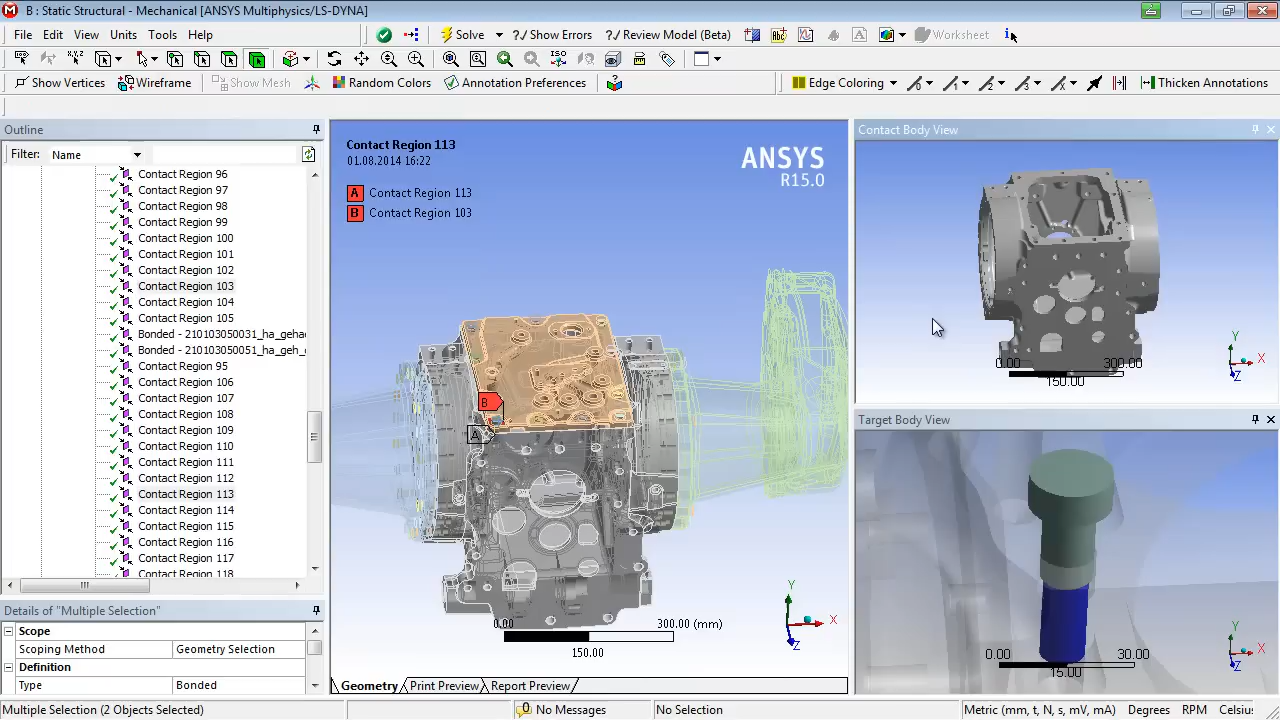 B : Static Structural - Mechanical [ANSYS Multiphysics/LS-DYNA]
File Edit View Units Tools Help
Solve
?/ Show Errors
?/ Review Model (Beta)
Worksheet
Show Vertices
Wireframe
Show Mesh
Random Colors
Annotation Preferences
Edge Coloring
Thicken Annotations
Outline
Filter: Name
Contact Region 96
Contact Region 97
Contact Region 98
Contact Region 99
Contact Region 100
Contact Region 101
Contact Region 102
Contact Region 103
Contact Region 104
Contact Region 105
Bonded - 210103050031_ha_geha
Bonded - 210103050051_ha_geh_
Contact Region 95
Contact Region 106
Contact Region 107
Contact Region 108
Contact Region 109
Contact Region 110
Contact Region 111
Contact Region 112
Contact Region 113
Contact Region 114
Contact Region 115
Contact Region 116
Contact Region 117
Contact Region 118
Details of "Multiple Selection"
Scope
Scoping Method Geometry Selection
Definition
Type Bonded
Contact Region 113
01.08.2014 16:22
A Contact Region 113
B Contact Region 103
ANSYS
R15.0
B
A
0.00 300.00 (mm)
150.00
Y
X
Z
Geometry Print Preview Report Preview
Contact Body View
0.00 300.00
150.00
Y
X
Z
Target Body View
0.00 30.00
15.00
Y
X
Z
Multiple Selection (2 Objects Selected)
0 No Messages
No Selection
Metric (mm, t, N, s, mV, mA) Degrees RPM Celsiu